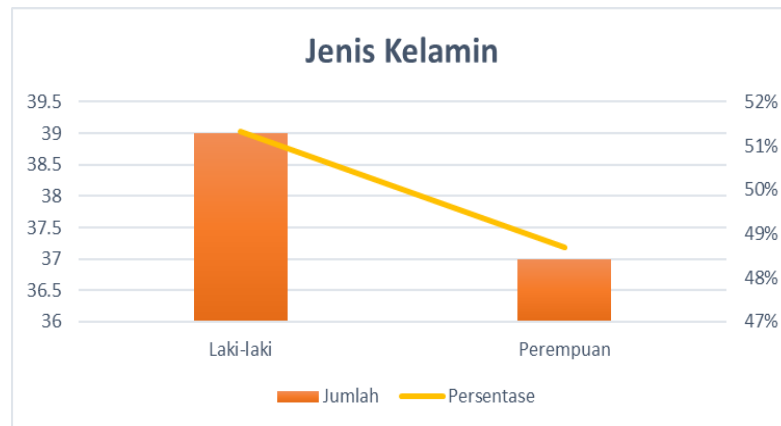 Jenis Kelamin
39.5 52%
39 51%
38.5
38 50%
37.5 49%
37
36.5 48%
36 47%
Laki-laki Perempuan
Jumlah Persentase